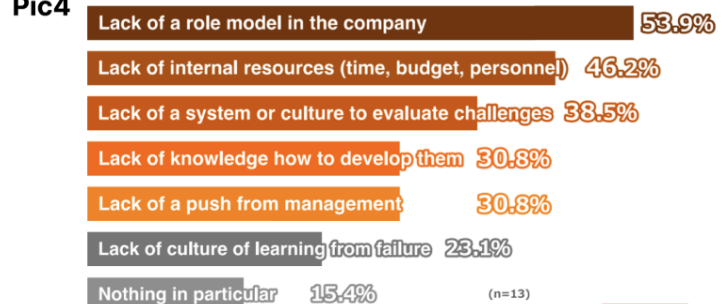 Pic4
Lack of a role model in the company 53.9%
Lack of internal resources (time, budget, personnel) 46.2%
Lack of a system or culture to evaluate challenges 38.5%
Lack of knowledge how to develop them 30.8%
Lack of a push from management 30.8%
Lack of culture of learning from failure 23.1%
Nothing in particular 15.4% (n=13)